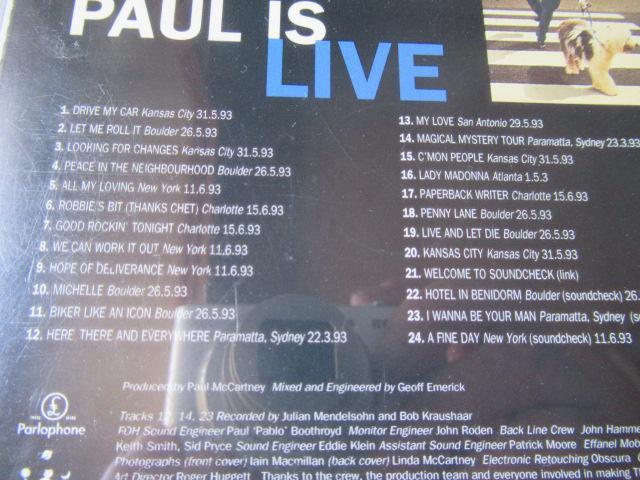 PAUL IS
LIVE
1. DRIVE MY CAR Kansas City 31.5.93
2. LET ME ROLL IT Boulder 26.5.93
3. LOOKING FOR CHANGES Kansas City 31.5.93
4. PEACE IN THE NEIGHBOURHOOD Boulder 26.5.93
5. ALL MY LOVING New York 11.6.93
6. ROBBIE'S BIT (THANKS CHET) Charlotte 15.6.93
7. GOOD ROCKIN' TONIGHT Charlotte 15.6.93
8. WE CAN WORK IT OUT New York 11.6.93
9. HOPE OF DELIVERANCE New York 11.6.93
10. MICHELLE Boulder 26.5.93
11. BIKER LIKE AN ICON Boulder 26.5.93
12. HERE THERE AND EVERYWHERE Paramatta, Sydney 22.3.93
13. MY LOVE San Antonio 29.5.93
14. MAGICAL MYSTERY TOUR Paramatta, Sydney 23.3.93
15. C'MON PEOPLE Kansas City 31.5.93
16. LADY MADONNA Atlanta 1.5.3
17. PAPERBACK WRITER Charlotte 15.6.93
18. PENNY LANE Boulder 26.5.93
19. LIVE AND LET DIE Boulder 26.5.93
20. KANSAS CITY Kansas City 31.5.93
21. WELCOME TO SOUNDCHECK (link)
22. HOTEL IN BENIDORM Boulder (soundcheck) 26.
23. I WANNA BE YOUR MAN Paramatta, Sydney (s
24. A FINE DAY New York (soundcheck) 11.6.93
Produced by Paul McCartney Mixed and Engineered by Geoff Emerick
Parlophone
Tracks 12, 14, 23 Recorded by Julian Mendelsohn and Bob Kraushaar
FOH Sound Engineer Paul 'Pablo' Boothroyd Monitor Engineer John Roden Back Line Crew John Hamme
Keith Smith, Sid Pryce Sound Engineer Eddie Klein Assistant Sound Engineer Patrick Moore Effanel Mob
Photographs (front cover) Iain Macmillan (back cover) Linda McCartney Electronic Retouching Obscura
Art Director Roger Huggett Thanks to the crew, the production team and everyone involved in making